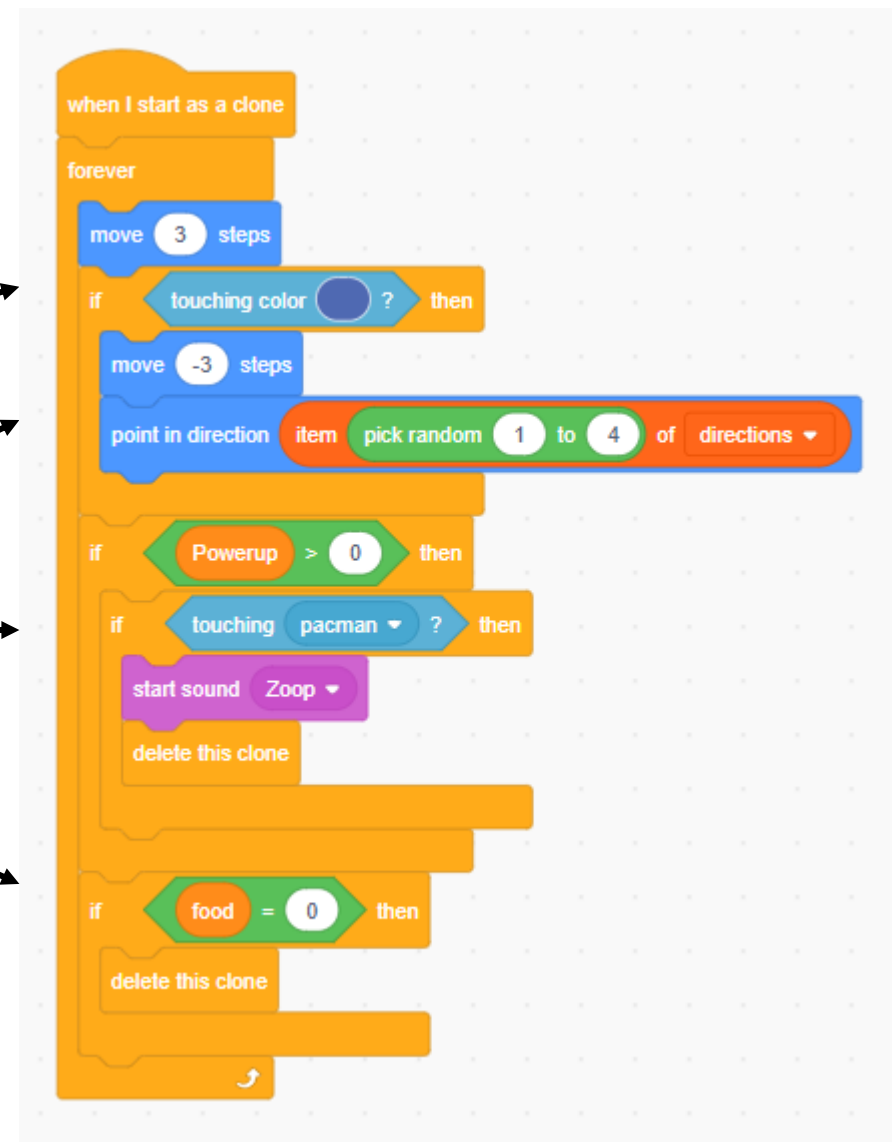 when I start as a clone
forever
move 3 steps
if touching color ? then
move -3 steps
point in direction item pick random 1 to 4 of directions
if Powerup > 0 then
if touching pacman ? then
start sound Zoop
delete this clone
if food = 0 then
delete this clone